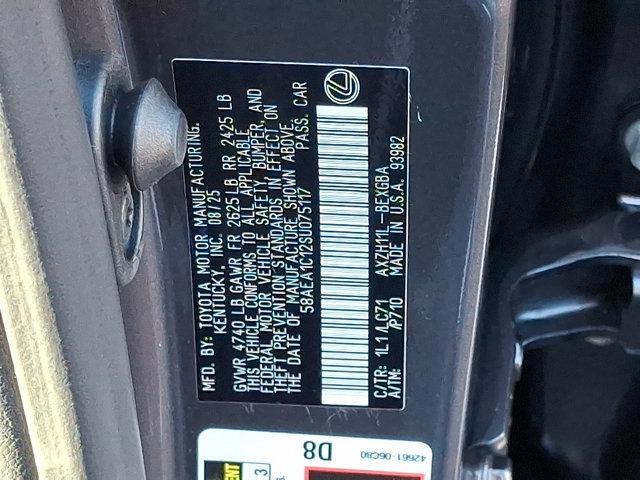 MFD. BY: TOYOTA MOTOR MANUFACTURING,
KENTUCKY, INC. 08/25
GVWR 4740 LB GAWR FR 2625 LB RR 2425 LB
THIS VEHICLE CONFORMS TO ALL APPLICABLE
FEDERAL MOTOR VEHICLE SAFETY, BUMPER, AND
THEFT PREVENTION STANDARDS IN EFFECT ON
THE DATE OF MANUFACTURE SHOWN ABOVE.
58AEA1C12SU075117 PASS. CAR
C/TR: 1L1/LC71 AXZH11L-BEXGBA
A/TM: /P710 MADE IN U.S.A. 93982
D8
42661-06C80
3